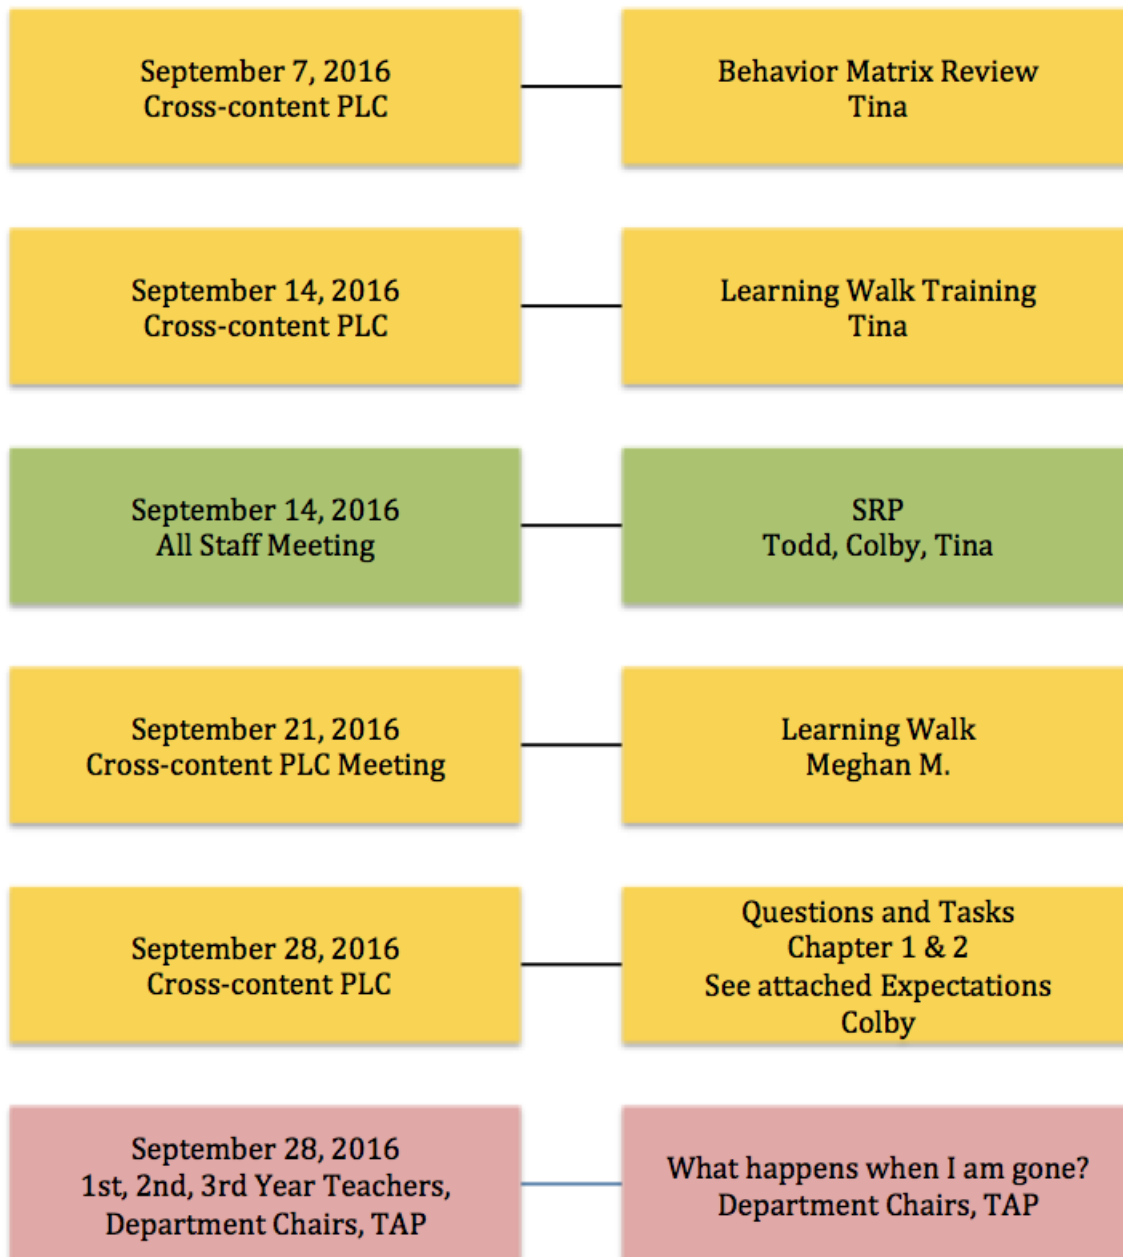 September 7, 2016
Cross-content PLC
Behavior Matrix Review
Tina
September 14, 2016
Cross-content PLC
Learning Walk Training
Tina
September 14, 2016
All Staff Meeting
SRP
Todd, Colby, Tina
September 21, 2016
Cross-content PLC Meeting
Learning Walk
Meghan M.
September 28, 2016
Cross-content PLC
Questions and Tasks
Chapter 1 & 2
See attached Expectations
Colby
September 28, 2016
1st, 2nd, 3rd Year Teachers,
Department Chairs, TAP
What happens when I am gone?
Department Chairs, TAP